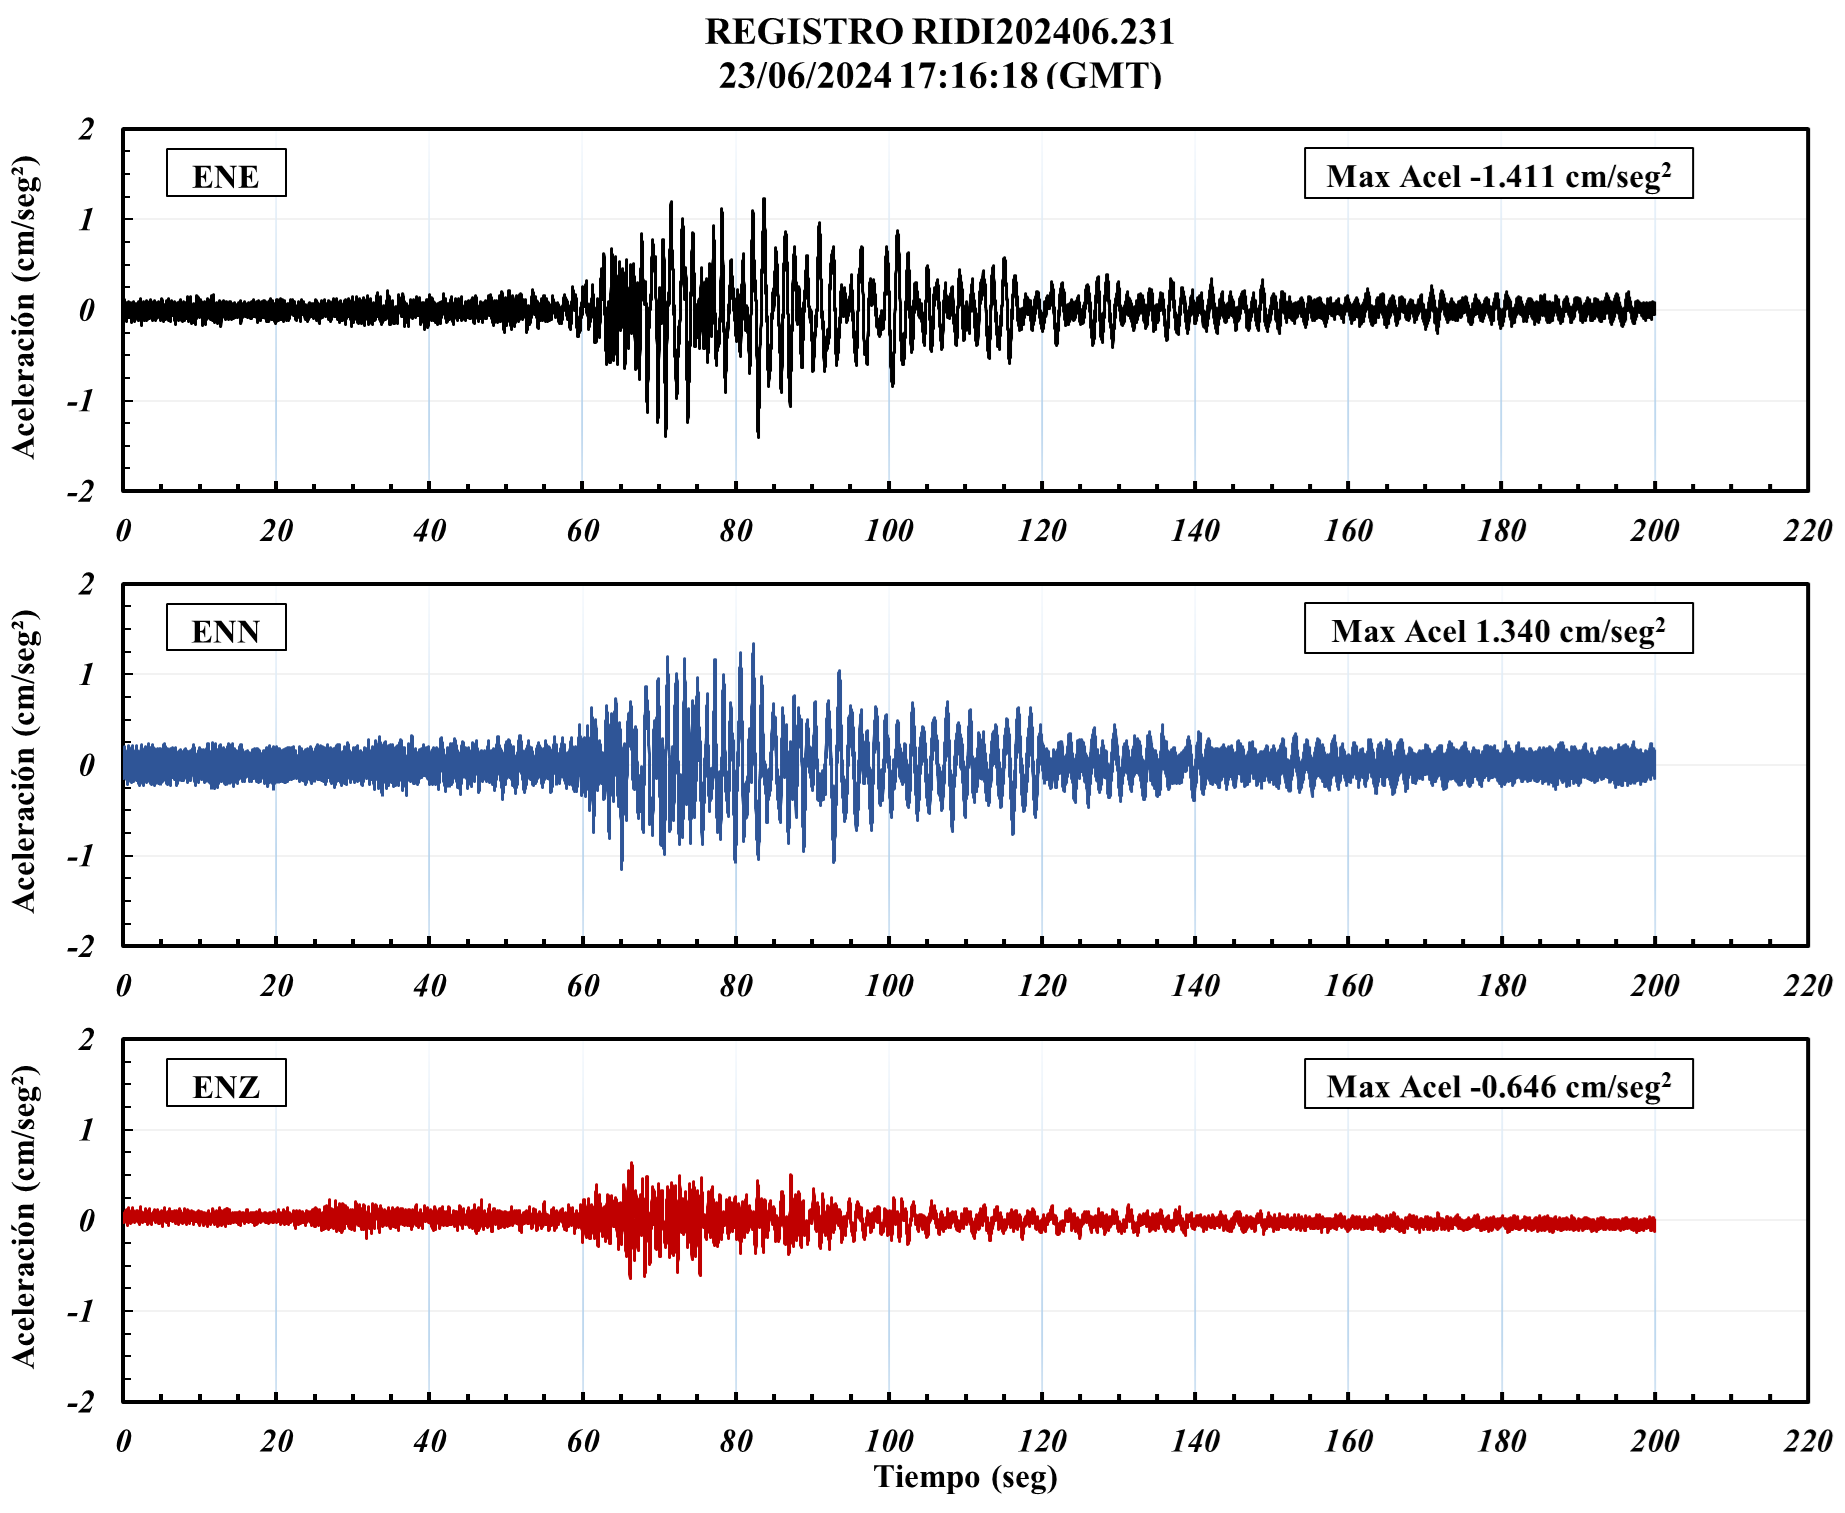 REGISTRO RIDI202406.231
23/06/2024 17:16:18 (GMT)
Aceleración (cm/seg²)
2
1
0
-1
-2
ENE
Max Acel -1.411 cm/seg²
0 20 40 60 80 100 120 140 160 180 200 220
Aceleración (cm/seg²)
2
1
0
-1
-2
ENN
Max Acel 1.340 cm/seg²
0 20 40 60 80 100 120 140 160 180 200 220
Aceleración (cm/seg²)
2
1
0
-1
-2
ENZ
Max Acel -0.646 cm/seg²
0 20 40 60 80 100 120 140 160 180 200 220
Tiempo (seg)